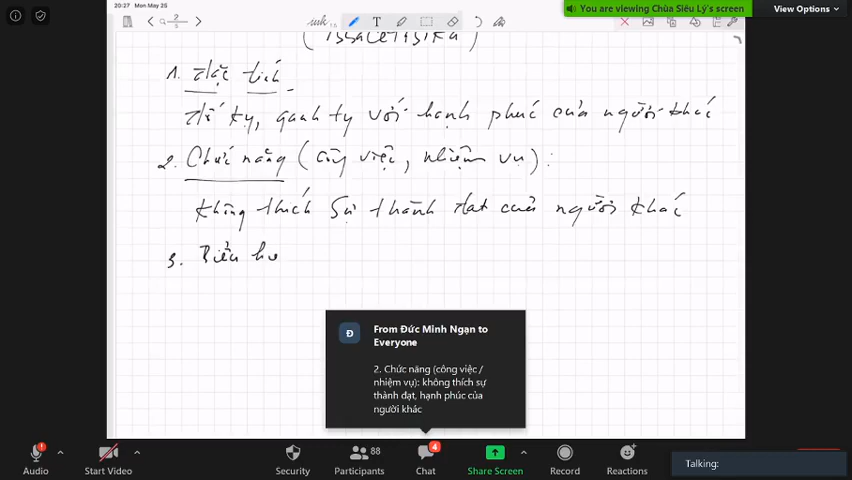 20:27 Mon May 25
2
You are viewing Chùa Siêu Lý's screen
View Options
1. Đặc tính
Đố kỵ, ganh tỵ với hạnh phúc của người khác
2. Chức năng (công việc, nhiệm vụ):
Không thích sự thành đạt của người khác
3. Biểu hiệ
Đ
From Đức Minh Ngạn to
Everyone
2. Chức năng (công việc /
nhiệm vụ): không thích sự
thành đạt, hạnh phúc của
người khác
Audio
Start Video
Security
88
Participants
4
Chat
Share Screen
Record
Reactions
Talking: